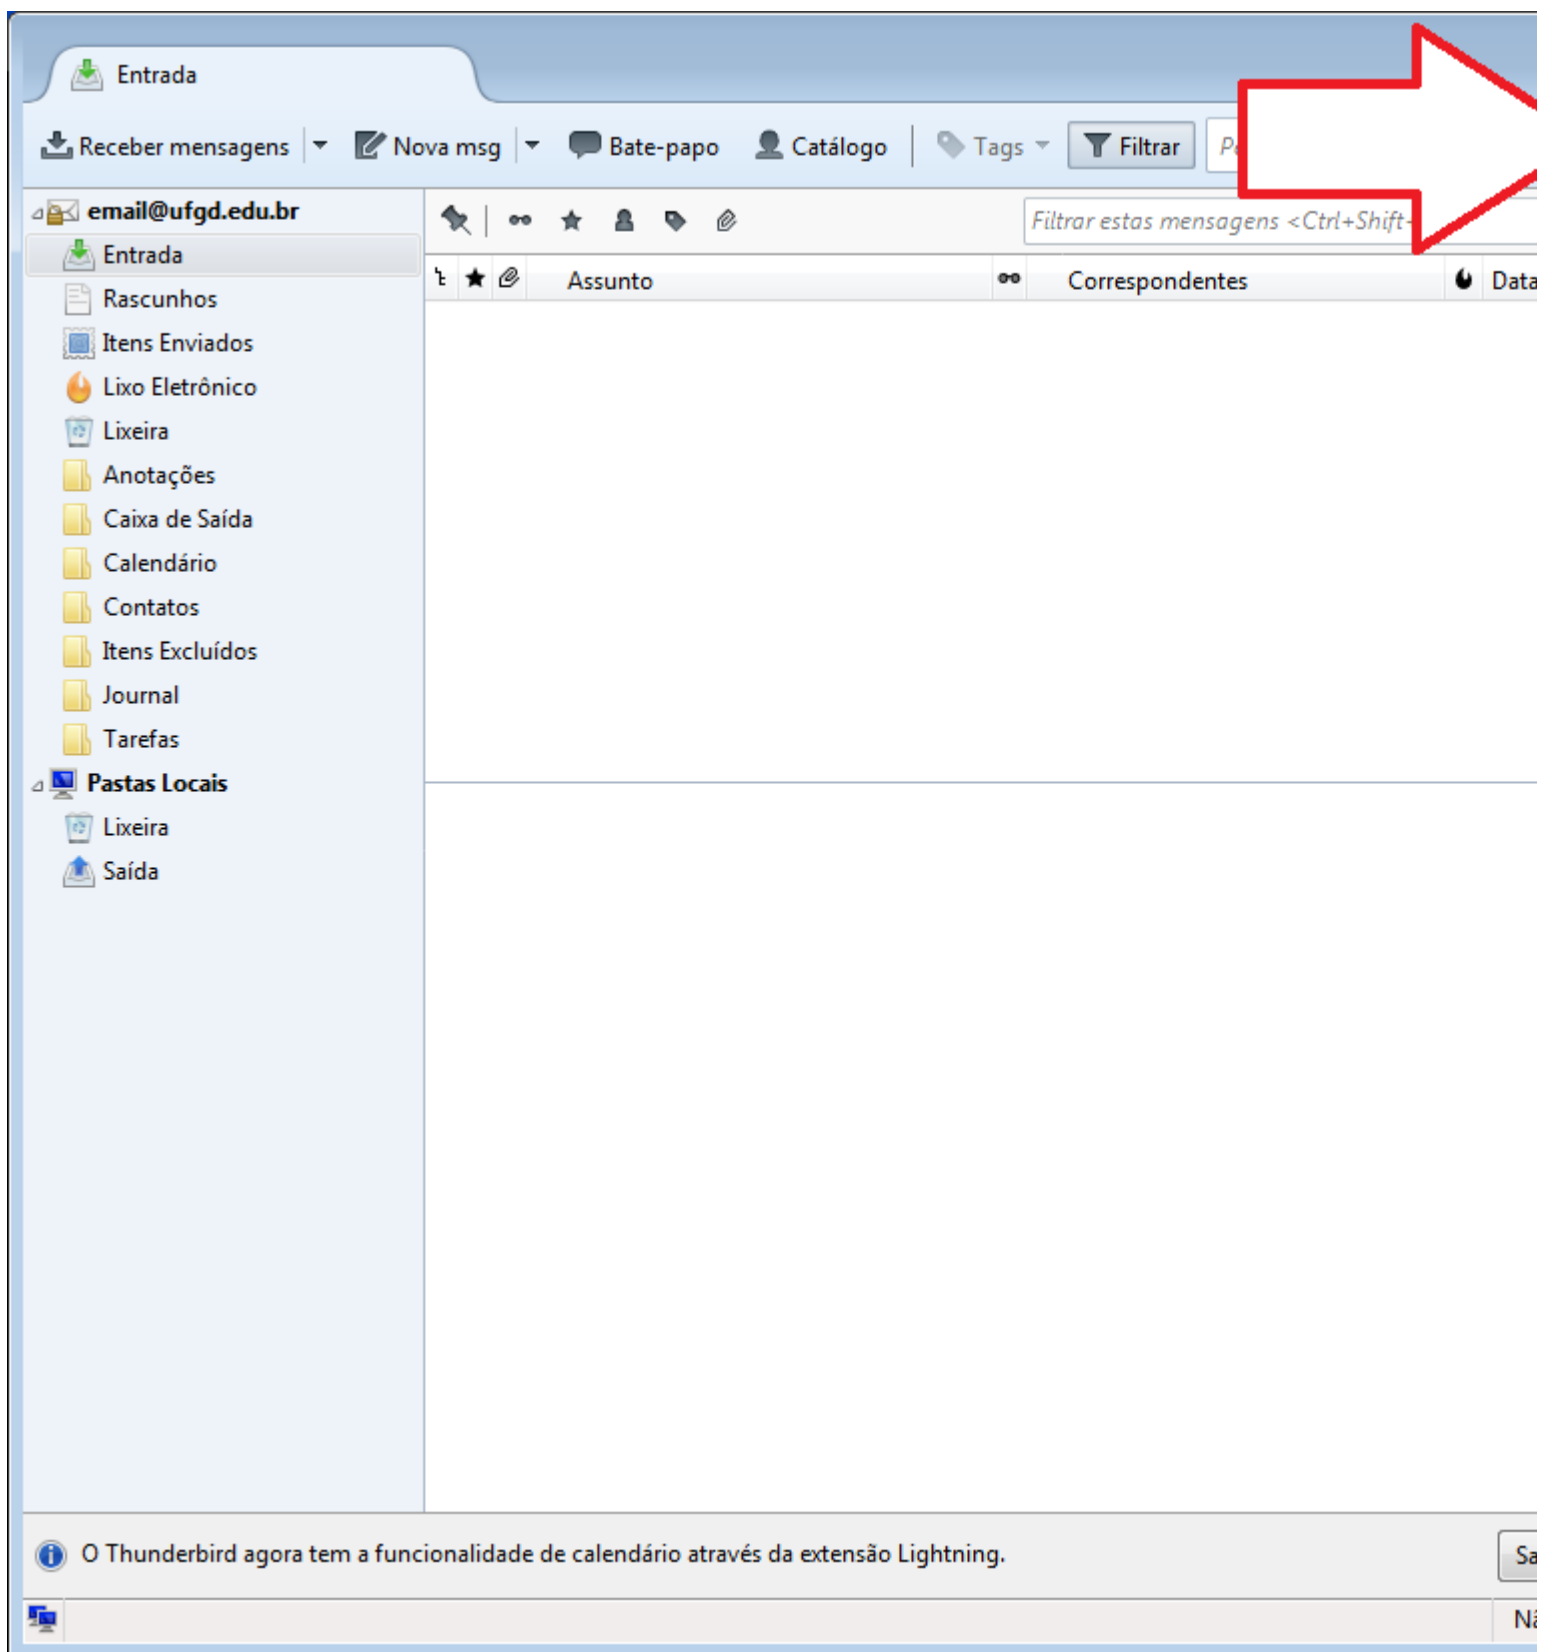 Entrada
Receber mensagens Nova msg Bate-papo Catálogo Tags Filtrar
email@ufgd.edu.br
Filtrar estas mensagens <Ctrl+Shift-
Entrada
Assunto Correspondentes Data
Rascunhos
Itens Enviados
Lixo Eletrônico
Lixeira
Anotações
Caixa de Saída
Calendário
Contatos
Itens Excluídos
Journal
Tarefas
Pastas Locais
Lixeira
Saída
O Thunderbird agora tem a funcionalidade de calendário através da extensão Lightning.